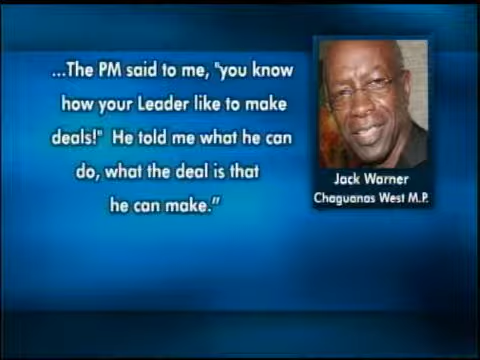 ...The PM said to me, "you know
how your Leader like to make
deals!" He told me what he can
do, what the deal is that
he can make.”
Jack Warner
Chaguanas West M.P.